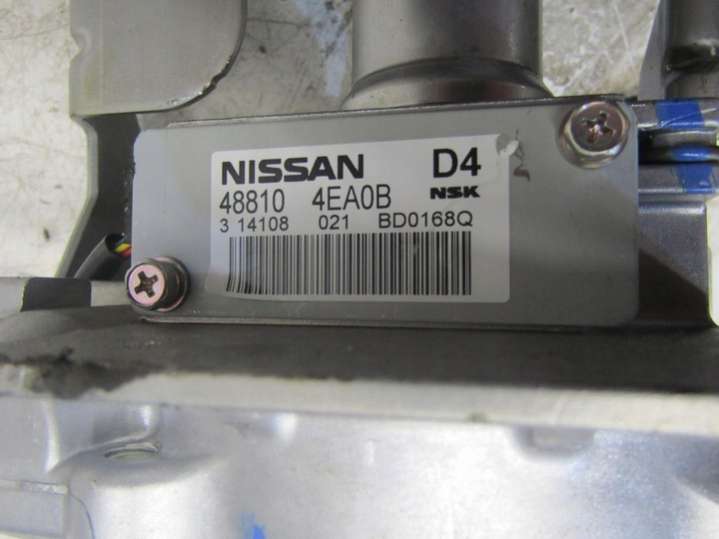 NISSAN D4
48810 4EA0B NSK
3 14108 021 BD0168Q